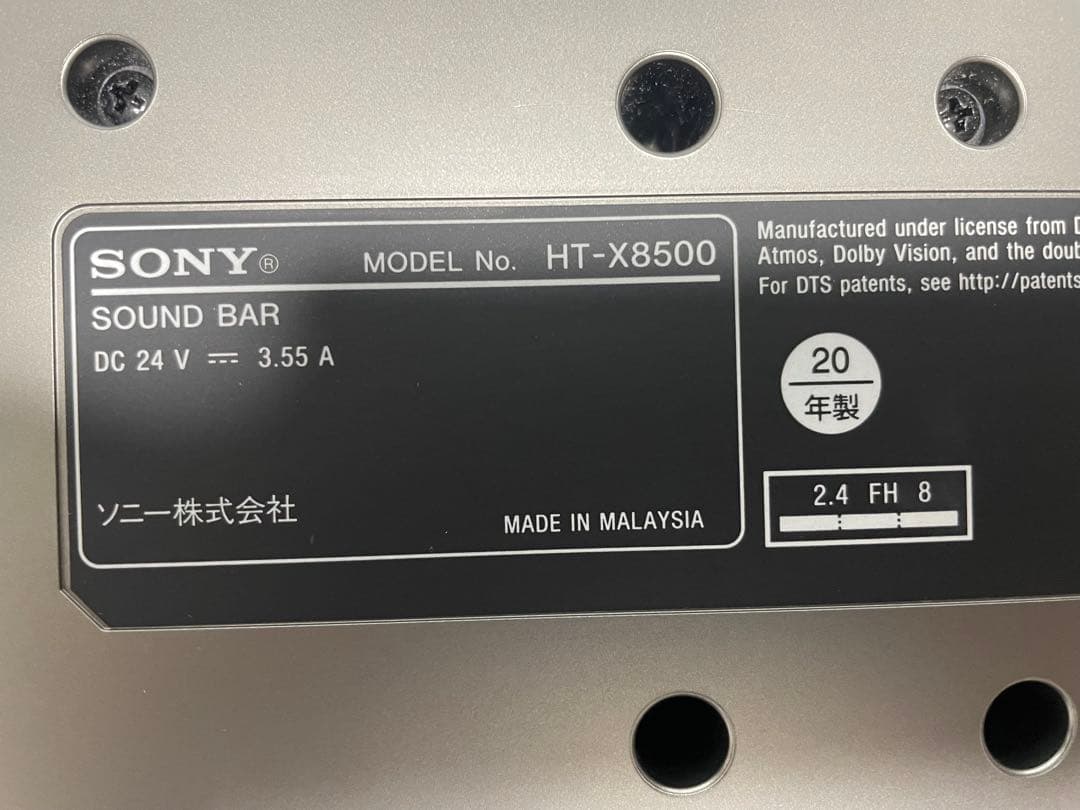 SONY® MODEL No. HT-X8500
SOUND BAR
DC 24 V ⎓ 3.55 A
ソニー株式会社
MADE IN MALAYSIA
Manufactured under license from
Atmos, Dolby Vision, and the
For DTS patents, see http://patents
20
年製
2.4 FH 8